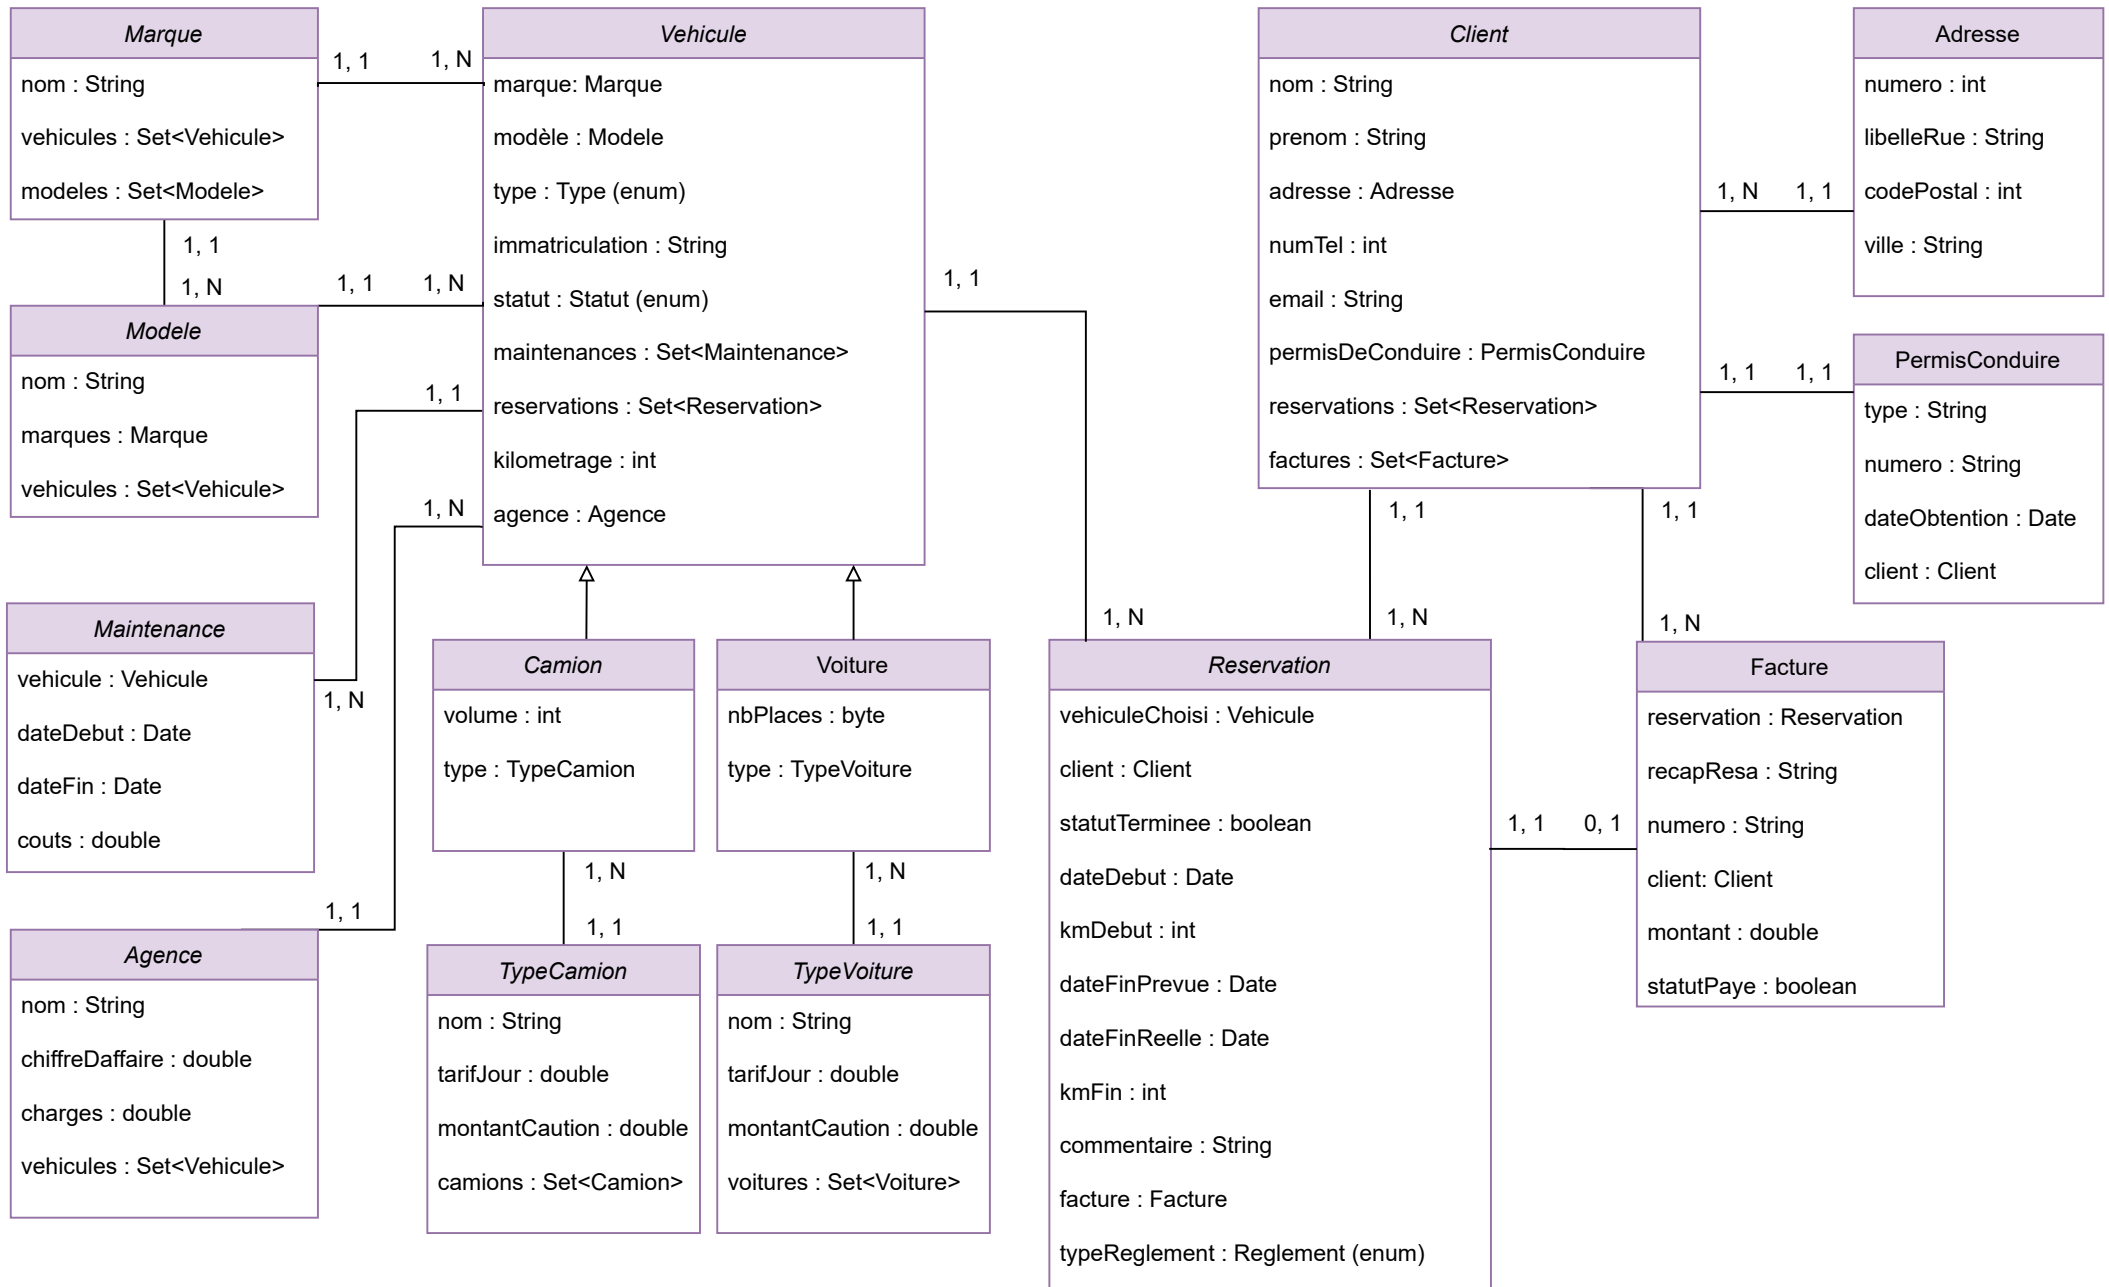 Marque
nom : String
vehicules : Set<Vehicule>
modeles : Set<Modele>
1, 1
1, N
Vehicule
marque: Marque
modèle : Modele
type : Type (enum)
immatriculation : String
statut : Statut (enum)
maintenances : Set<Maintenance>
reservations : Set<Reservation>
kilometrage : int
agence : Agence
1, 1
1, N
1, 1
1, N
Modele
nom : String
marques : Marque
vehicules : Set<Vehicule>
1, 1
1, N
Maintenance
vehicule : Vehicule
dateDebut : Date
dateFin : Date
couts : double
1, N
1, 1
Agence
nom : String
chiffreDaffaire : double
charges : double
vehicules : Set<Vehicule>
Camion
volume : int
type : TypeCamion
1, N
1, 1
TypeCamion
nom : String
tarifJour : double
montantCaution : double
camions : Set<Camion>
Voiture
nbPlaces : byte
type : TypeVoiture
1, N
1, 1
TypeVoiture
nom : String
tarifJour : double
montantCaution : double
voitures : Set<Voiture>
1, 1
1, N
Client
nom : String
prenom : String
adresse : Adresse
numTel : int
email : String
permisDeConduire : PermisConduire
reservations : Set<Reservation>
factures : Set<Facture>
1, N
1, 1
Adresse
numero : int
libelleRue : String
codePostal : int
ville : String
1, 1
1, 1
PermisConduire
type : String
numero : String
dateObtention : Date
client : Client
1, 1
1, N
1, 1
1, N
Reservation
vehiculeChoisi : Vehicule
client : Client
statutTerminee : boolean
dateDebut : Date
kmDebut : int
dateFinPrevue : Date
dateFinReelle : Date
kmFin : int
commentaire : String
facture : Facture
typeReglement : Reglement (enum)
1, 1
0, 1
Facture
reservation : Reservation
recapResa : String
numero : String
client: Client
montant : double
statutPaye : boolean